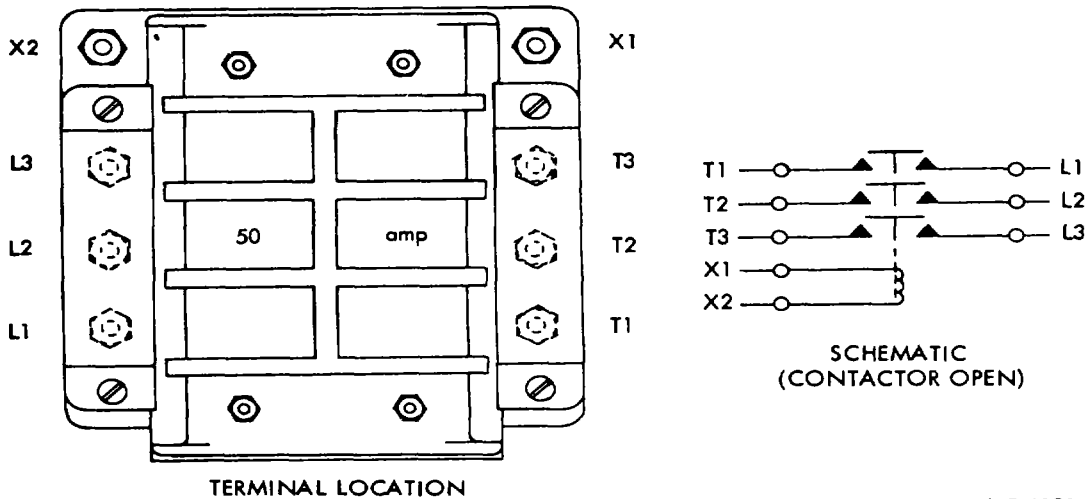 X2
X1
L3
T3
L2
50
amp
T2
L1
T1
TERMINAL LOCATION
T1
L1
T2
L2
T3
L3
X1
X2
SCHEMATIC
(CONTACTOR OPEN)